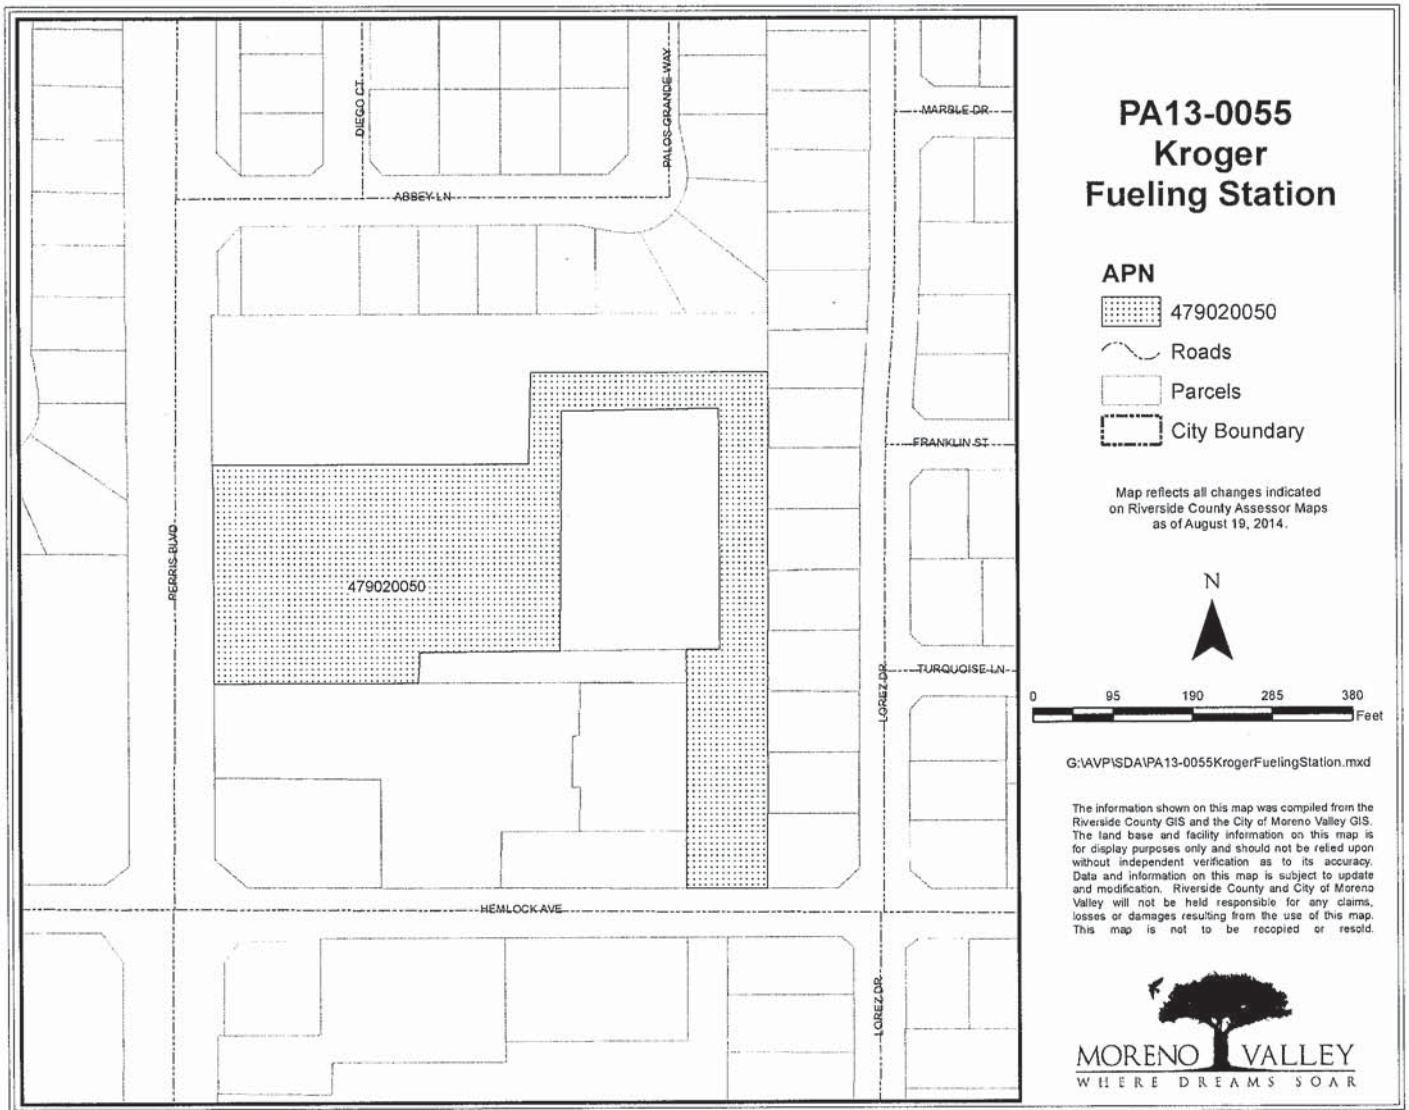 PA13-0055
Kroger
Fueling Station
APN
479020050
Roads
Parcels
City Boundary
Map reflects all changes indicated
on Riverside County Assessor Maps
as of August 19, 2014.
N
0 95 190 285 380
Feet
G:\AVP\SDA\PA13-0055KrogerFuelingStation.mxd
The information shown on this map was compiled from the
Riverside County GIS and the City of Moreno Valley GIS.
The land base and facility information on this map is
for display purposes only and should not be relied upon
without independent verification as to its accuracy.
Data and information on this map is subject to update
and modification. Riverside County and City of Moreno
Valley will not be held responsible for any claims,
losses or damages resulting from the use of this map.
This map is not to be recopied or resold.
MORENO VALLEY
WHERE DREAMS SOAR
DIEGO CT
PALOS GRANDE WAY
MARBLE DR
ABBEY LN
FRANKLIN ST
PERRIS BLVD
479020050
LOREZ DR
TURQUOISE LN
HEMLOCK AVE
LOREZ DR